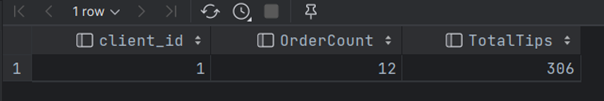 1 row
client_id OrderCount TotalTips
1 1 12 306